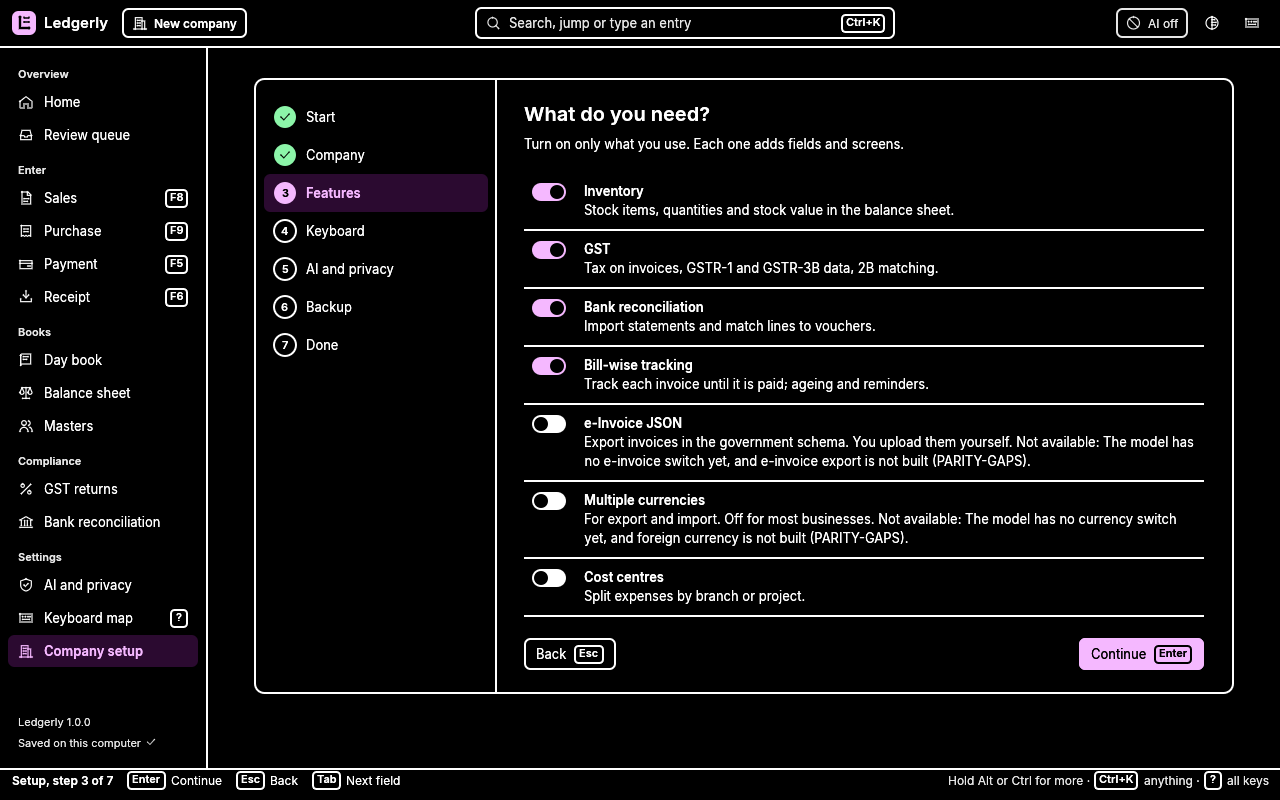 Ledgerly
New company
Search, jump or type an entry Ctrl+K
AI off
Overview
Home
Review queue
Enter
Sales F8
Purchase F9
Payment F5
Receipt F6
Books
Day book
Balance sheet
Masters
Compliance
GST returns
Bank reconciliation
Settings
AI and privacy
Keyboard map ?
Company setup
Ledgerly 1.0.0
Saved on this computer
Start
Company
3 Features
4 Keyboard
5 AI and privacy
6 Backup
7 Done
What do you need?
Turn on only what you use. Each one adds fields and screens.
Inventory
Stock items, quantities and stock value in the balance sheet.
GST
Tax on invoices, GSTR-1 and GSTR-3B data, 2B matching.
Bank reconciliation
Import statements and match lines to vouchers.
Bill-wise tracking
Track each invoice until it is paid; ageing and reminders.
e-Invoice JSON
Export invoices in the government schema. You upload them yourself. Not available: The model has
no e-invoice switch yet, and e-invoice export is not built (PARITY-GAPS).
Multiple currencies
For export and import. Off for most businesses. Not available: The model has no currency switch
yet, and foreign currency is not built (PARITY-GAPS).
Cost centres
Split expenses by branch or project.
Back Esc
Continue Enter
Setup, step 3 of 7 Enter Continue Esc Back Tab Next field
Hold Alt or Ctrl for more · Ctrl+K anything · ? all keys